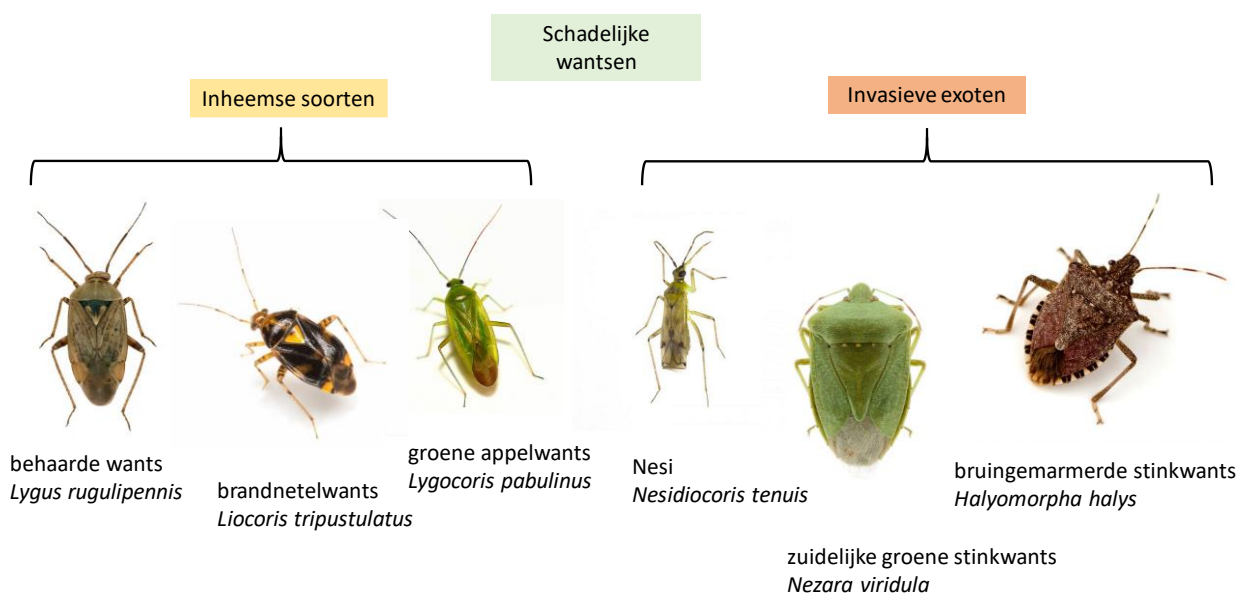 Schadelijke
wantsen
Inheemse soorten
Invasieve exoten
behaarde wants
Lygus rugulipennis
brandnetelwants
Liocoris tripustulatus
groene appelwants
Lygocoris pabulinus
Nesi
Nesidiocoris tenuis
zuidelijke groene stinkwants
Nezara viridula
bruingemarmerde stinkwants
Halyomorpha halys